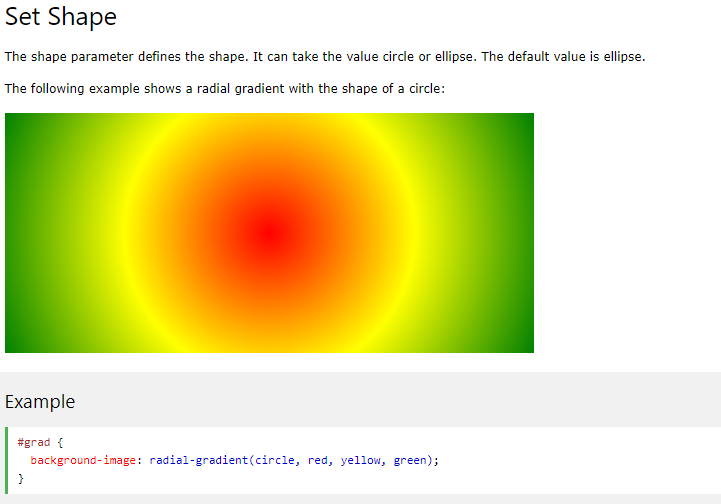 Set Shape
The shape parameter defines the shape. It can take the value circle or ellipse. The default value is ellipse.
The following example shows a radial gradient with the shape of a circle:
Example
#grad {
  background-image: radial-gradient(circle, red, yellow, green);
}